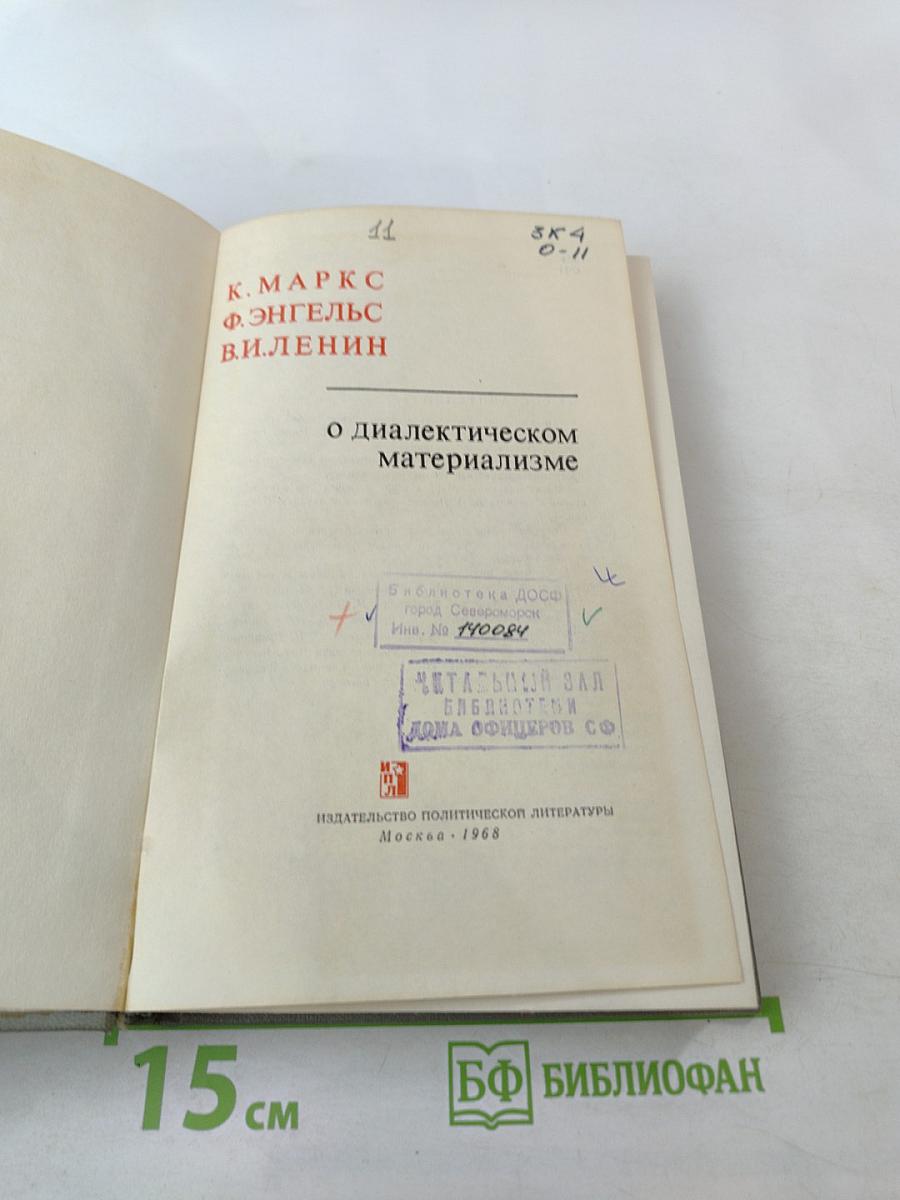 11
3К4
О-11
К. МАРКС
Ф. ЭНГЕЛЬС
В.И.ЛЕНИН
о диалектическом
материализме
Библиотека ДОСФ
город Североморск
Инв. № 140084
ЧИТАЛЬНЫЙ ЗАЛ
БИБЛИОТЕКИ
ДОМА ОФИЦЕРОВ СФ
ИПЛ
ИЗДАТЕЛЬСТВО ПОЛИТИЧЕСКОЙ ЛИТЕРАТУРЫ
Москва · 1968
15 см
БФ БИБЛИОФАН